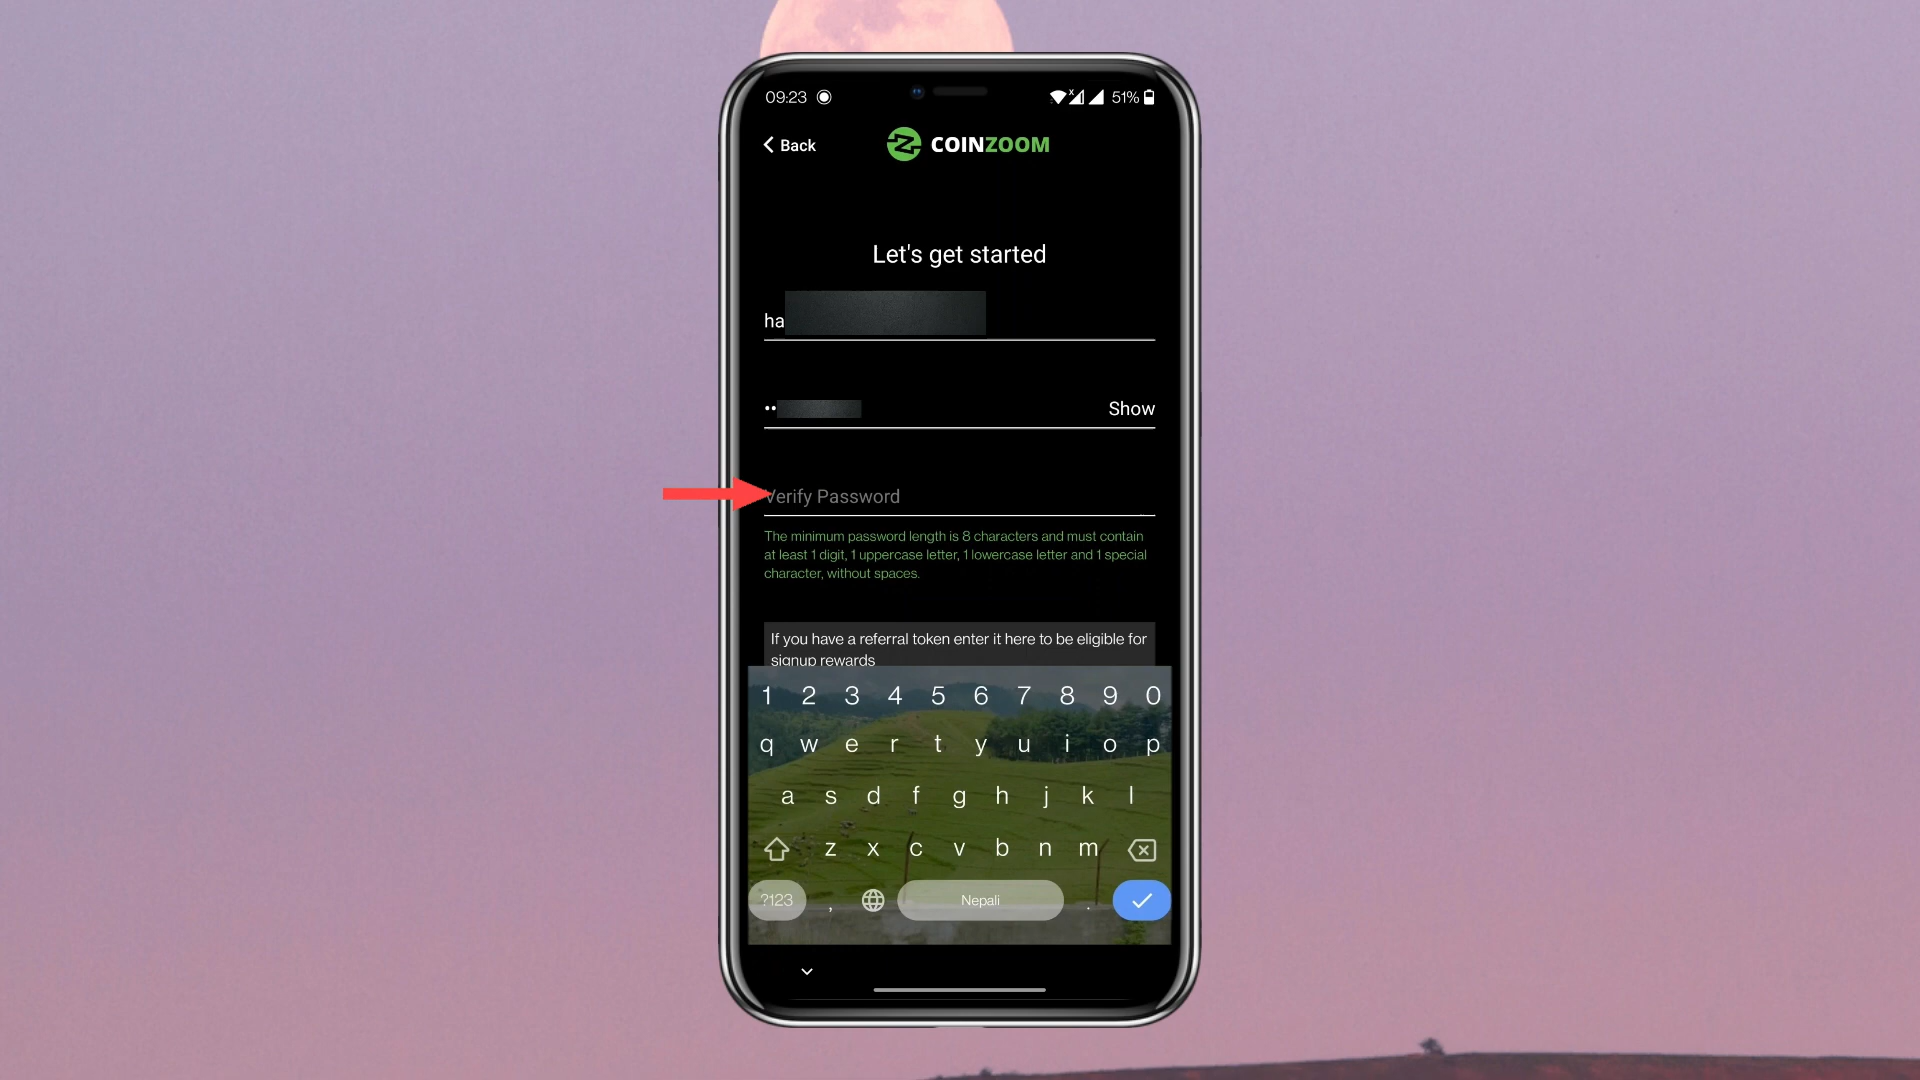 09:23
51%
Back
COINZOOM
Let's get started
ha
Show
Verify Password
The minimum password length is 8 characters and must contain
at least 1 digit, 1 uppercase letter, 1 lowercase letter and 1 special
character, without spaces.
If you have a referral token enter it here to be eligible for
signup rewards
1 2 3 4 5 6 7 8 9 0
q w e r t y u i o p
a s d f g h j k l
z x c v b n m
?123 , Nepali .